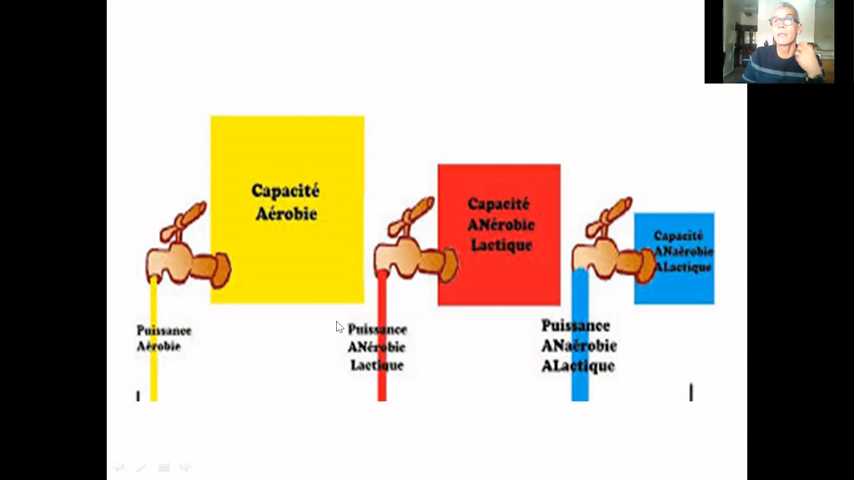 Capacité
Aérobie
Puissance
Aérobie
Capacité
ANérobie
Lactique
Puissance
ANérobie
Lactique
Capacité
ANaérobie
ALactique
Puissance
ANaérobie
ALactique